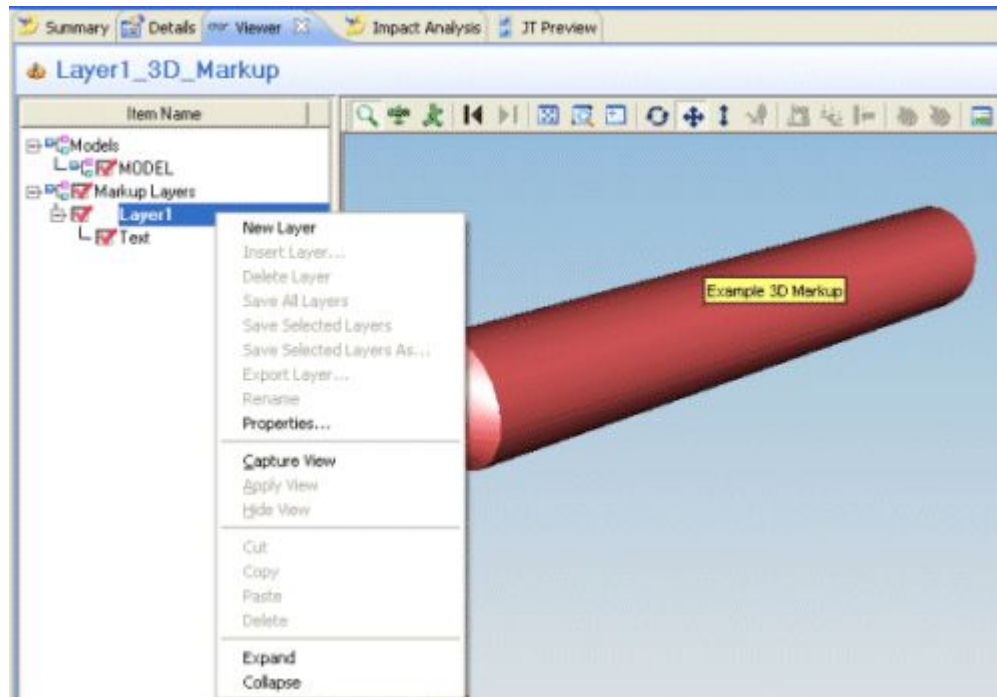 Summary Details Viewer Impact Analysis JT Preview
Layer1_3D_Markup
Item Name
Models
MODEL
Markup Layers
Layer1
Text
New Layer
Insert Layer...
Delete Layer
Save All Layers
Save Selected Layers
Save Selected Layers As...
Export Layer...
Rename
Properties...
Capture View
Apply View
Hide View
Cut
Copy
Paste
Delete
Expand
Collapse
Example 3D Markup